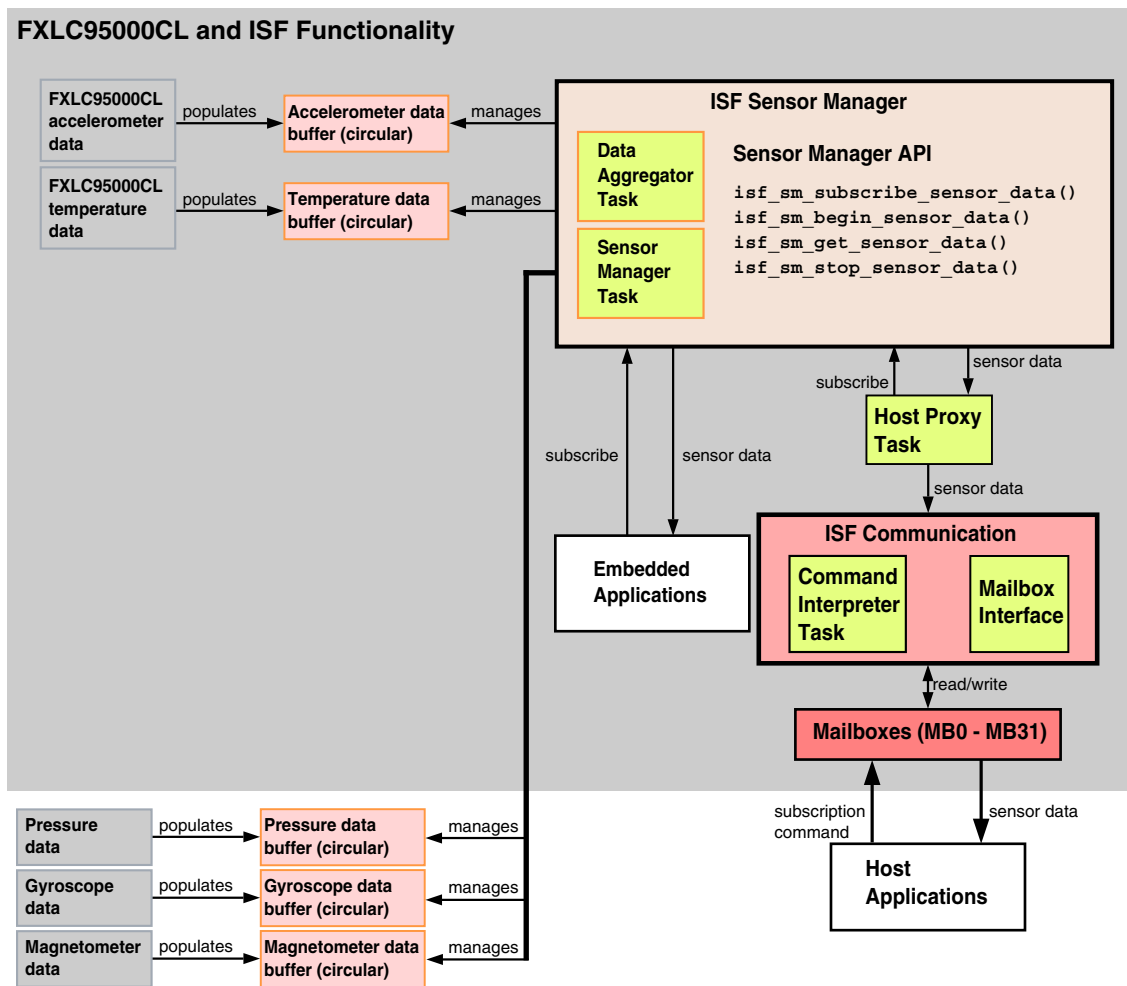 FXLC95000CL and ISF Functionality
FXLC95000CL
accelerometer
data
populates
Accelerometer data
buffer (circular)
manages
FXLC95000CL
temperature
data
populates
Temperature data
buffer (circular)
manages
ISF Sensor Manager
Data
Aggregator
Task
Sensor
Manager
Task
Sensor Manager API
isf_sm_subscribe_sensor_data()
isf_sm_begin_sensor_data()
isf_sm_get_sensor_data()
isf_sm_stop_sensor_data()
subscribe
sensor data
subscribe
sensor data
Host Proxy
Task
sensor data
Embedded
Applications
ISF Communication
Command
Interpreter
Task
Mailbox
Interface
read/write
Mailboxes (MB0 - MB31)
subscription
command
sensor data
Host
Applications
Pressure
data
populates
Pressure data
buffer (circular)
manages
Gyroscope
data
populates
Gyroscope data
buffer (circular)
manages
Magnetometer
data
populates
Magnetometer data
buffer (circular)
manages